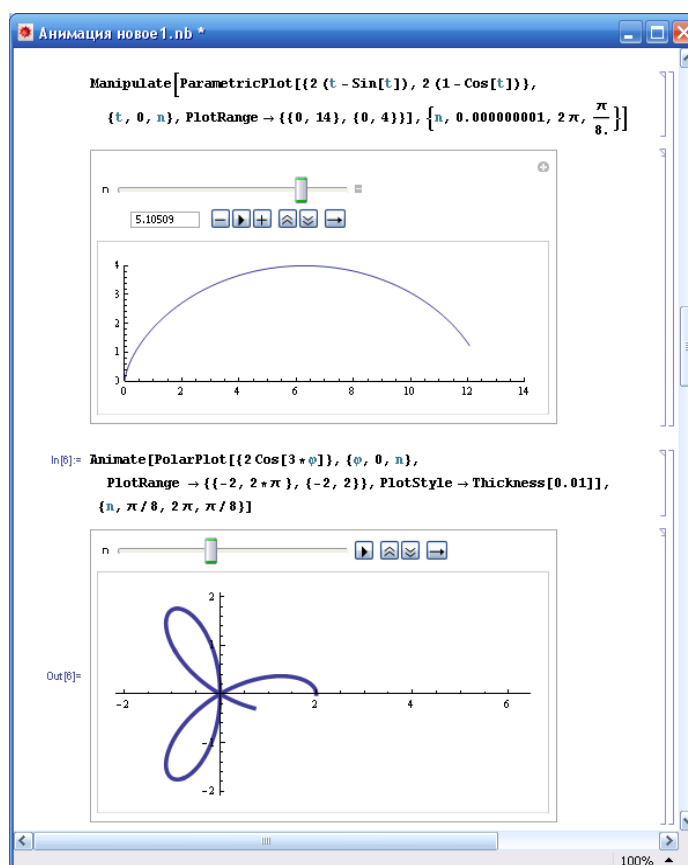 Анимация новое1.nb *
Manipulate[ParametricPlot[{2 (t - Sin[t]), 2 (1 - Cos[t])},
{t, 0, n}, PlotRange → {{0, 14}, {0, 4}}], {n, 0.000000001, 2 π, π/8.}]
n
5.10509
4
3
2
1
0
0 2 4 6 8 10 12 14
In[6]:= Animate[PolarPlot[{2 Cos[3 * φ]}, {φ, 0, n},
PlotRange → {{-2, 2 * π}, {-2, 2}}, PlotStyle → Thickness[0.01]],
{n, π / 8, 2 π, π / 8}]
n
2
1
Out[6]=
-2 2 4 6
-1
-2
100%